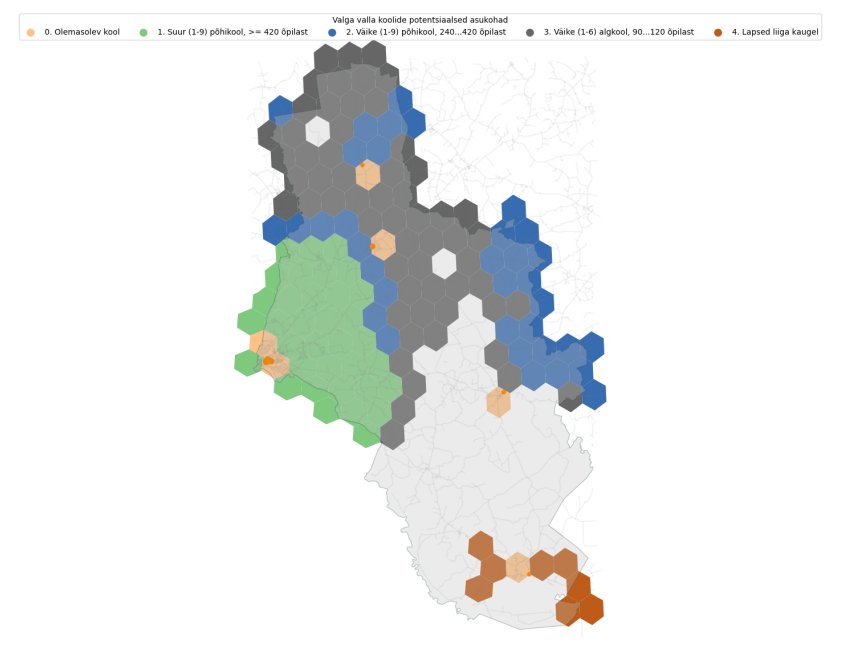 Valga valla koolide potentsiaalsed asukohad
0. Olemasolev kool 1. Suur (1-9) põhikool, >= 420 õpilast 2. Väike (1-9) põhikool, 240...420 õpilast 3. Väike (1-6) algkool, 90...120 õpilast 4. Lapsed liiga kaugel